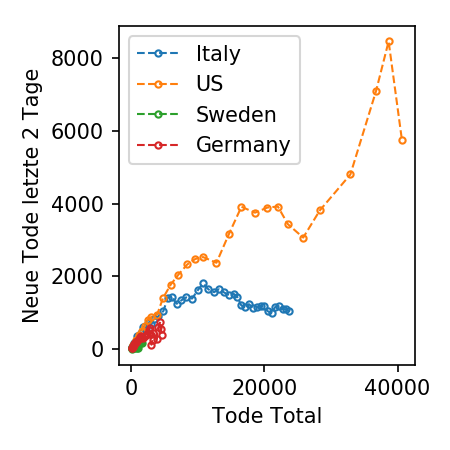 Italy
US
Sweden
Germany
Neue Tode letzte 2 Tage
8000
6000
4000
2000
0
0
20000
40000
Tode Total